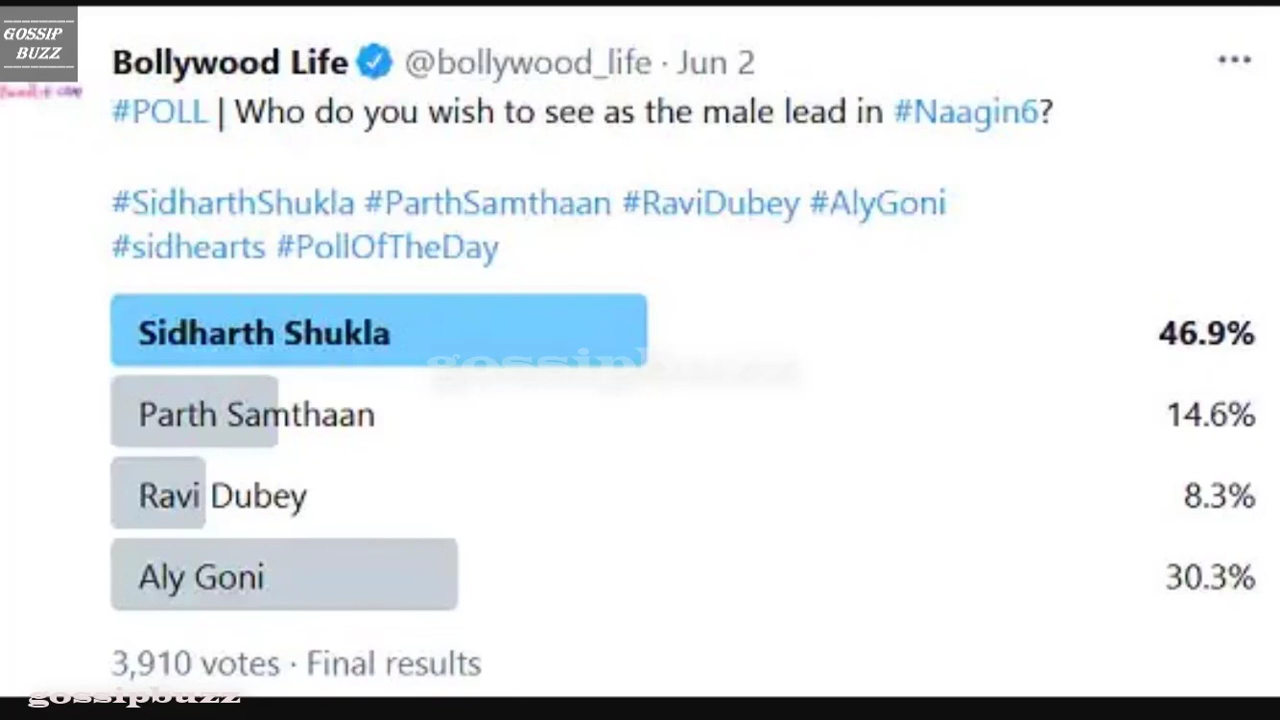 GOSSIP
BUZZ
Bollywood Life @bollywood_life · Jun 2
#POLL | Who do you wish to see as the male lead in #Naagin6?
#SidharthShukla #ParthSamthaan #RaviDubey #AlyGoni
#sidhearts #PollOfTheDay
Sidharth Shukla 46.9%
gossipbuzz
Parth Samthaan 14.6%
Ravi Dubey 8.3%
Aly Goni 30.3%
3,910 votes · Final results
gossipbuzz